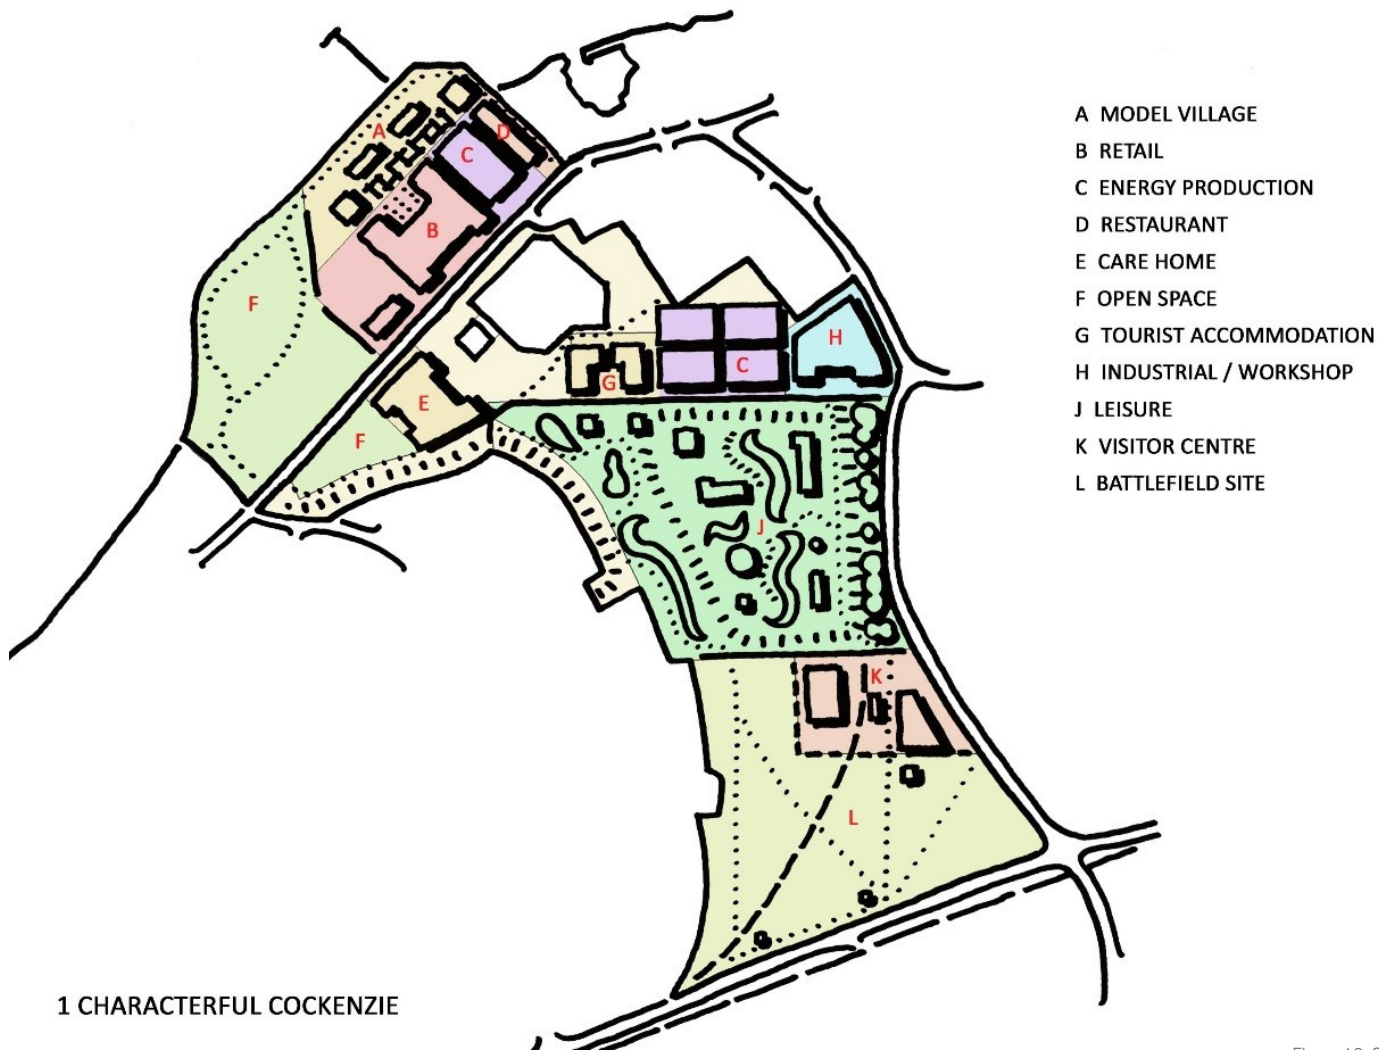 A MODEL VILLAGE
B RETAIL
C ENERGY PRODUCTION
D RESTAURANT
E CARE HOME
F OPEN SPACE
G TOURIST ACCOMMODATION
H INDUSTRIAL / WORKSHOP
J LEISURE
K VISITOR CENTRE
L BATTLEFIELD SITE
A
D
C
B
F
H
C
G
E
F
J
K
L
1 CHARACTERFUL COCKENZIE